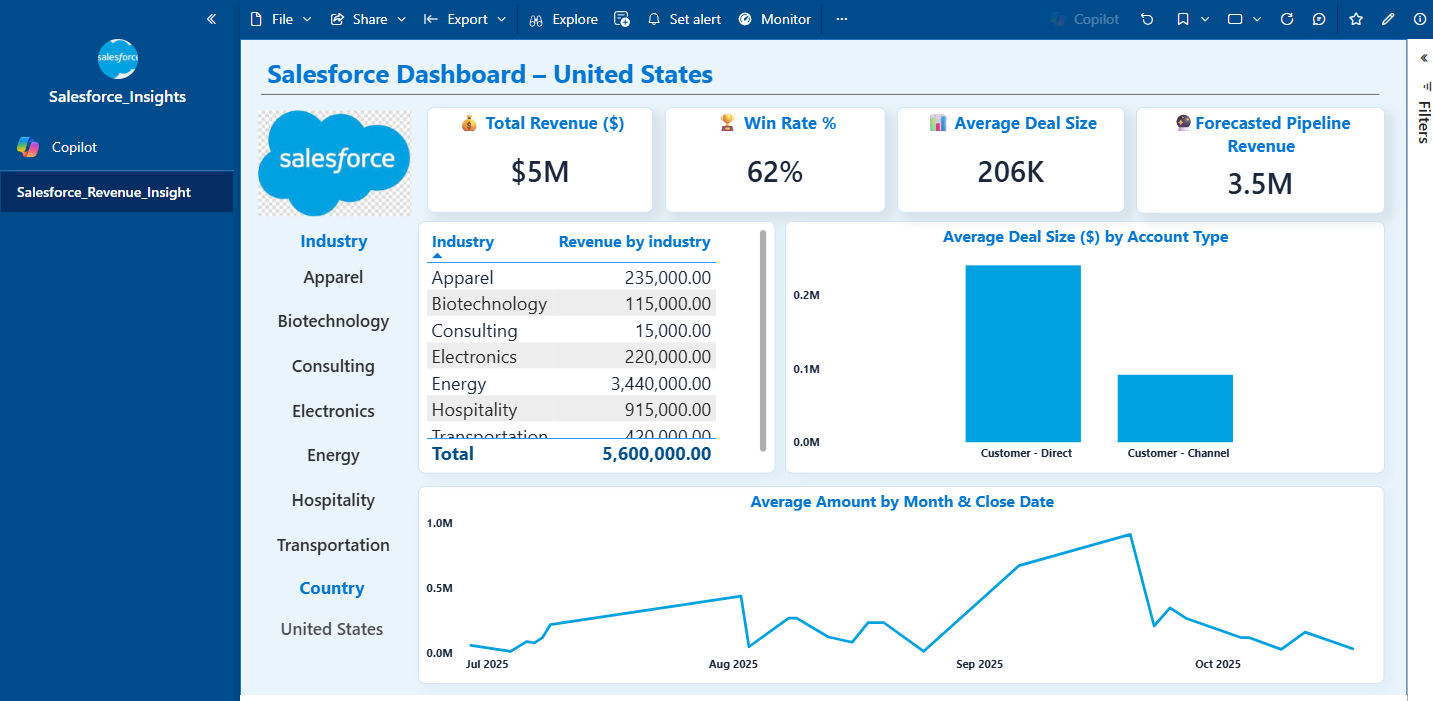 File
Share
Export
Explore
Set alert
Monitor
Copilot
salesforce
Salesforce_Insights
Copilot
Salesforce_Revenue_Insight
Salesforce Dashboard – United States
salesforce
Total Revenue ($)
$5M
Win Rate %
62%
Average Deal Size
206K
Forecasted Pipeline
Revenue
3.5M
Filters
Industry
Apparel
Biotechnology
Consulting
Electronics
Energy
Hospitality
Transportation
Country
United States
Industry Revenue by industry
Apparel 235,000.00
Biotechnology 115,000.00
Consulting 15,000.00
Electronics 220,000.00
Energy 3,440,000.00
Hospitality 915,000.00
Transportation 420,000.00
Total 5,600,000.00
Average Deal Size ($) by Account Type
0.2M
0.1M
0.0M
Customer - Direct
Customer - Channel
Average Amount by Month & Close Date
1.0M
0.5M
0.0M
Jul 2025
Aug 2025
Sep 2025
Oct 2025